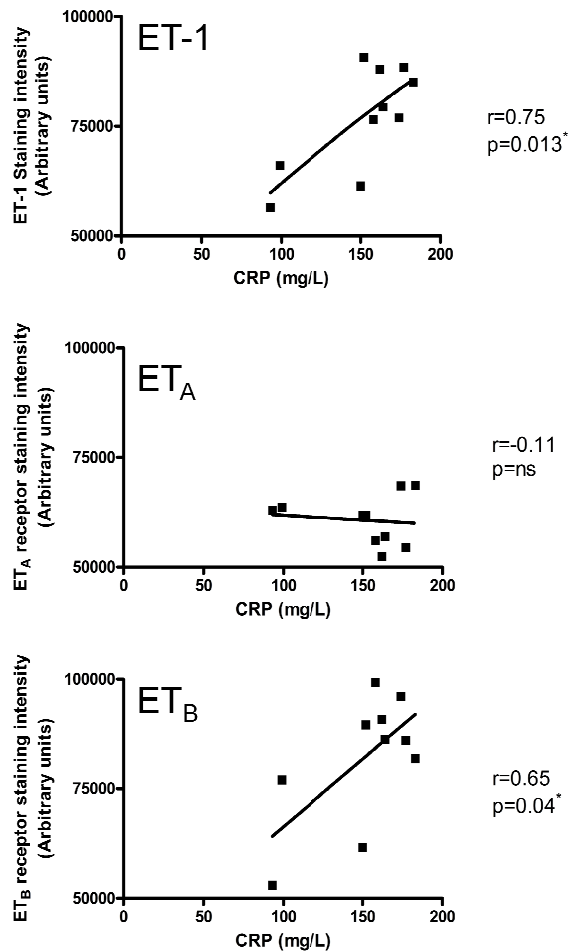 ET-1
100000
75000
50000
ET-1 Staining intensity
(Arbitrary units)
0 50 100 150 200
CRP (mg/L)
r=0.75
p=0.013*
ETA
100000
75000
50000
ETA receptor staining intensity
(Arbitrary units)
0 50 100 150 200
CRP (mg/L)
r=-0.11
p=ns
ETB
100000
75000
50000
ETB receptor staining intensity
(Arbitrary units)
0 50 100 150 200
CRP (mg/L)
r=0.65
p=0.04*